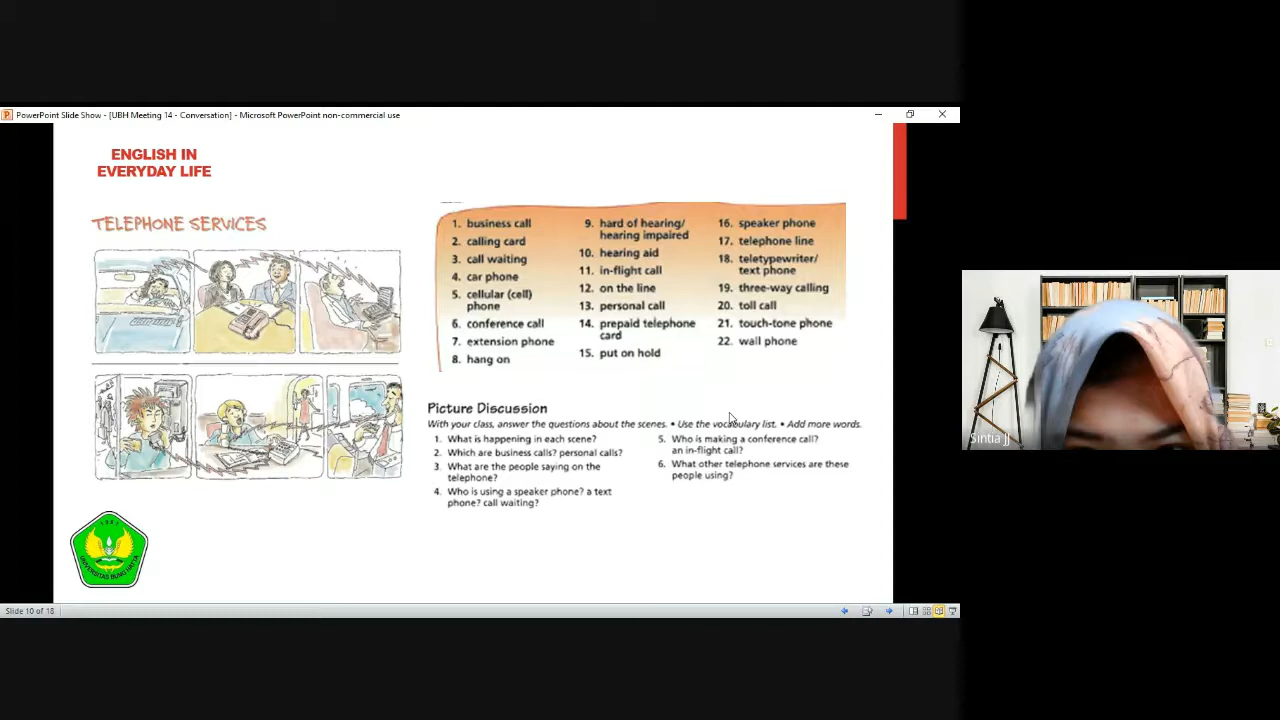 PowerPoint Slide Show - [UBH Meeting 14 - Conversation] - Microsoft PowerPoint non-commercial use
ENGLISH IN
EVERYDAY LIFE
TELEPHONE SERVICES
1. business call
2. calling card
3. call waiting
4. car phone
5. cellular (cell)
phone
6. conference call
7. extension phone
8. hang on
9. hard of hearing/
hearing impaired
10. hearing aid
11. in-flight call
12. on the line
13. personal call
14. prepaid telephone
card
15. put on hold
16. speaker phone
17. telephone line
18. teletypewriter/
text phone
19. three-way calling
20. toll call
21. touch-tone phone
22. wall phone
Picture Discussion
With your class, answer the questions about the scenes. • Use the vocabulary list. • Add more words.
1. What is happening in each scene?
2. Which are business calls? personal calls?
3. What are the people saying on the
telephone?
4. Who is using a speaker phone? a text
phone? call waiting?
5. Who is making a conference call?
an in-flight call?
6. What other telephone services are these
people using?
1981
UNIVERSITAS BUNG HATTA
Slide 10 of 18
Sintia JJ